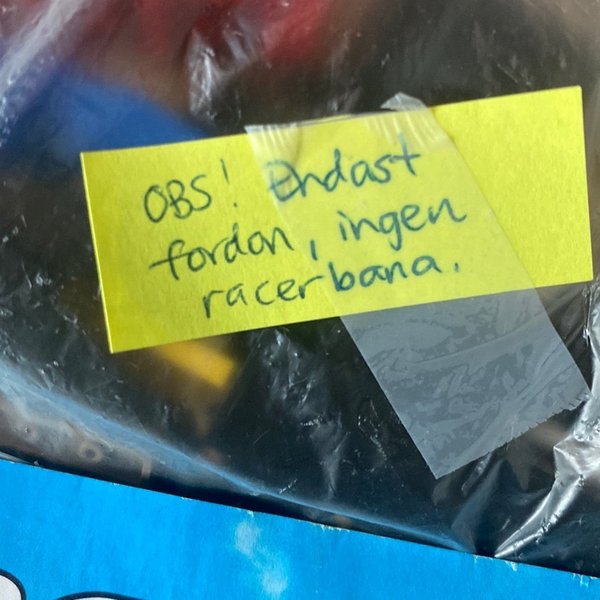 OBS! Endast
fordon, ingen
racerbana.